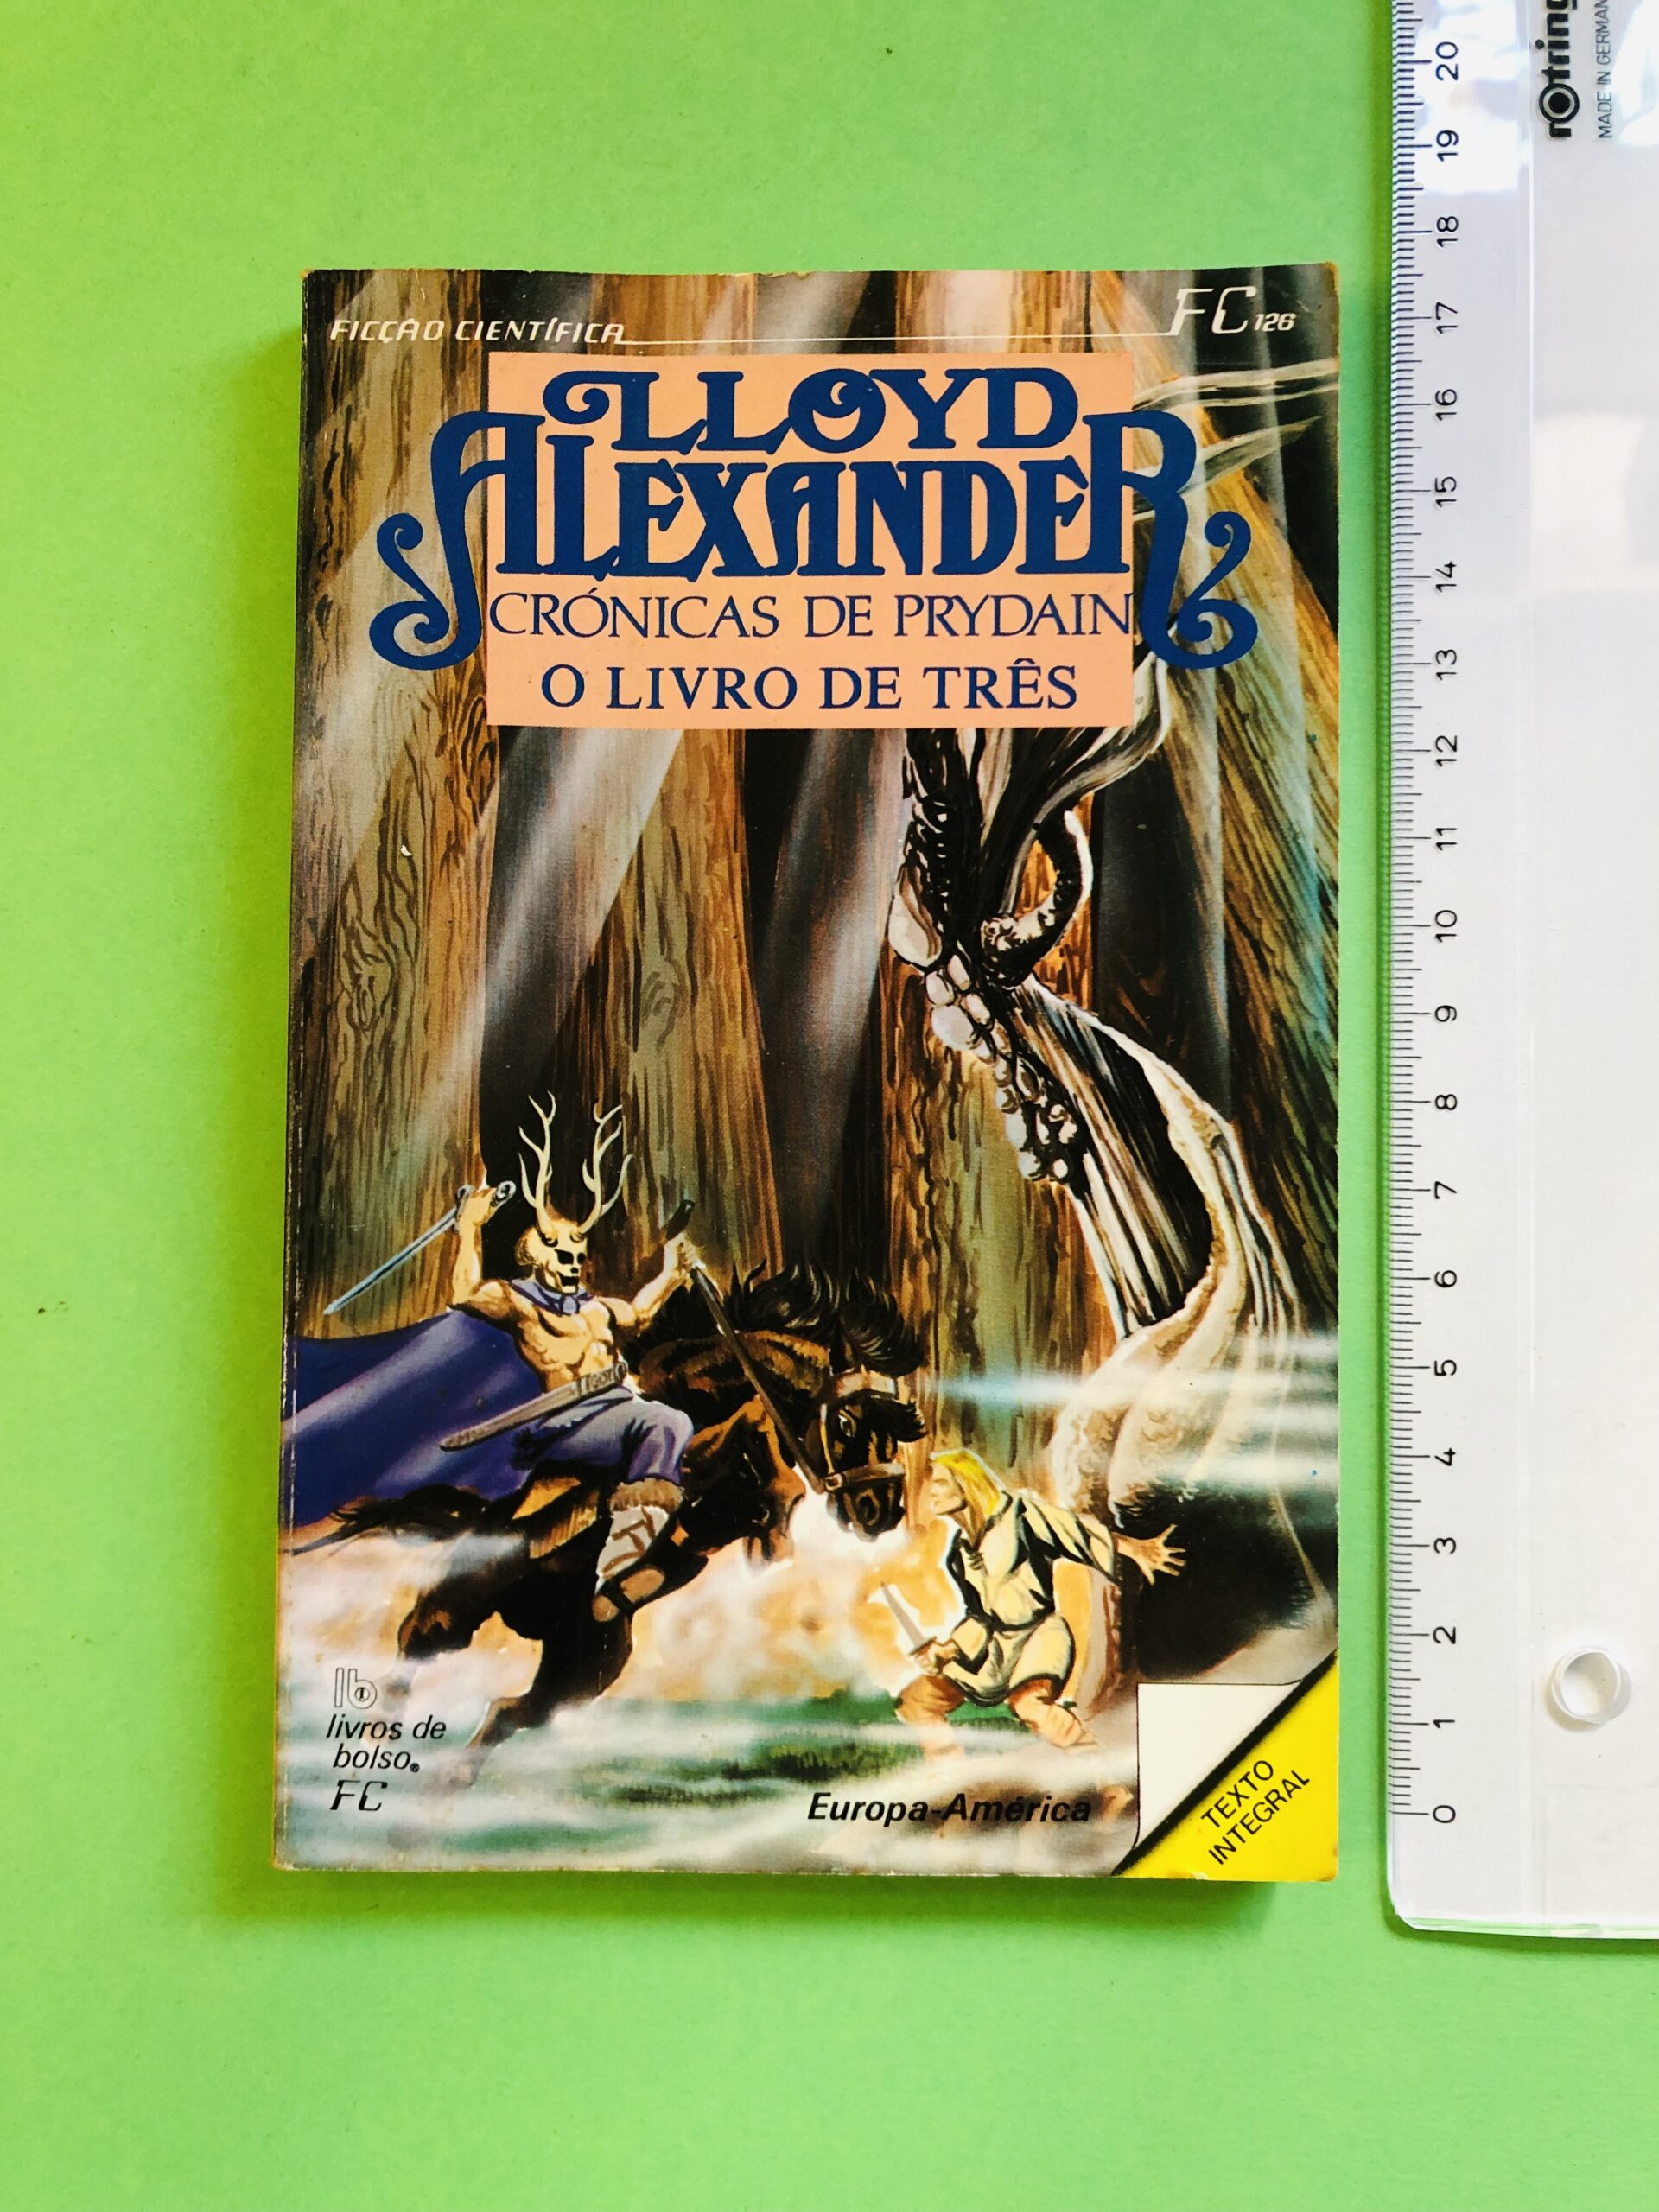 FICÇÃO CIENTÍFICA
FC 126
LLOYD
ALEXANDER
CRÓNICAS DE PRYDAIN
O LIVRO DE TRÊS
lb
livros de
bolso®
FC
Europa-América
TEXTO
INTEGRAL
rotring
MADE IN GERMAN
20
19
18
17
16
15
14
13
12
11
10
9
8
7
6
5
4
3
2
1
0